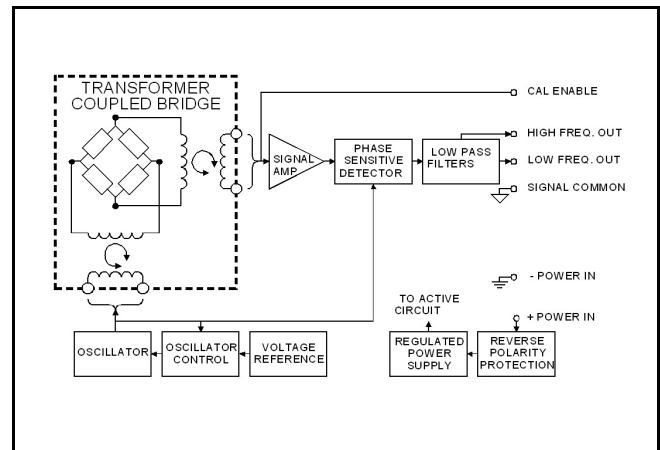 TRANSFORMER
COUPLED BRIDGE
CAL ENABLE
SIGNAL
AMP
PHASE
SENSITIVE
DETECTOR
LOW PASS
FILTERS
HIGH FREQ. OUT
LOW FREQ. OUT
SIGNAL COMMON
- POWER IN
+ POWER IN
TO ACTIVE
CIRCUIT
OSCILLATOR
OSCILLATOR
CONTROL
VOLTAGE
REFERENCE
REGULATED
POWER
SUPPLY
REVERSE
POLARITY
PROTECTION